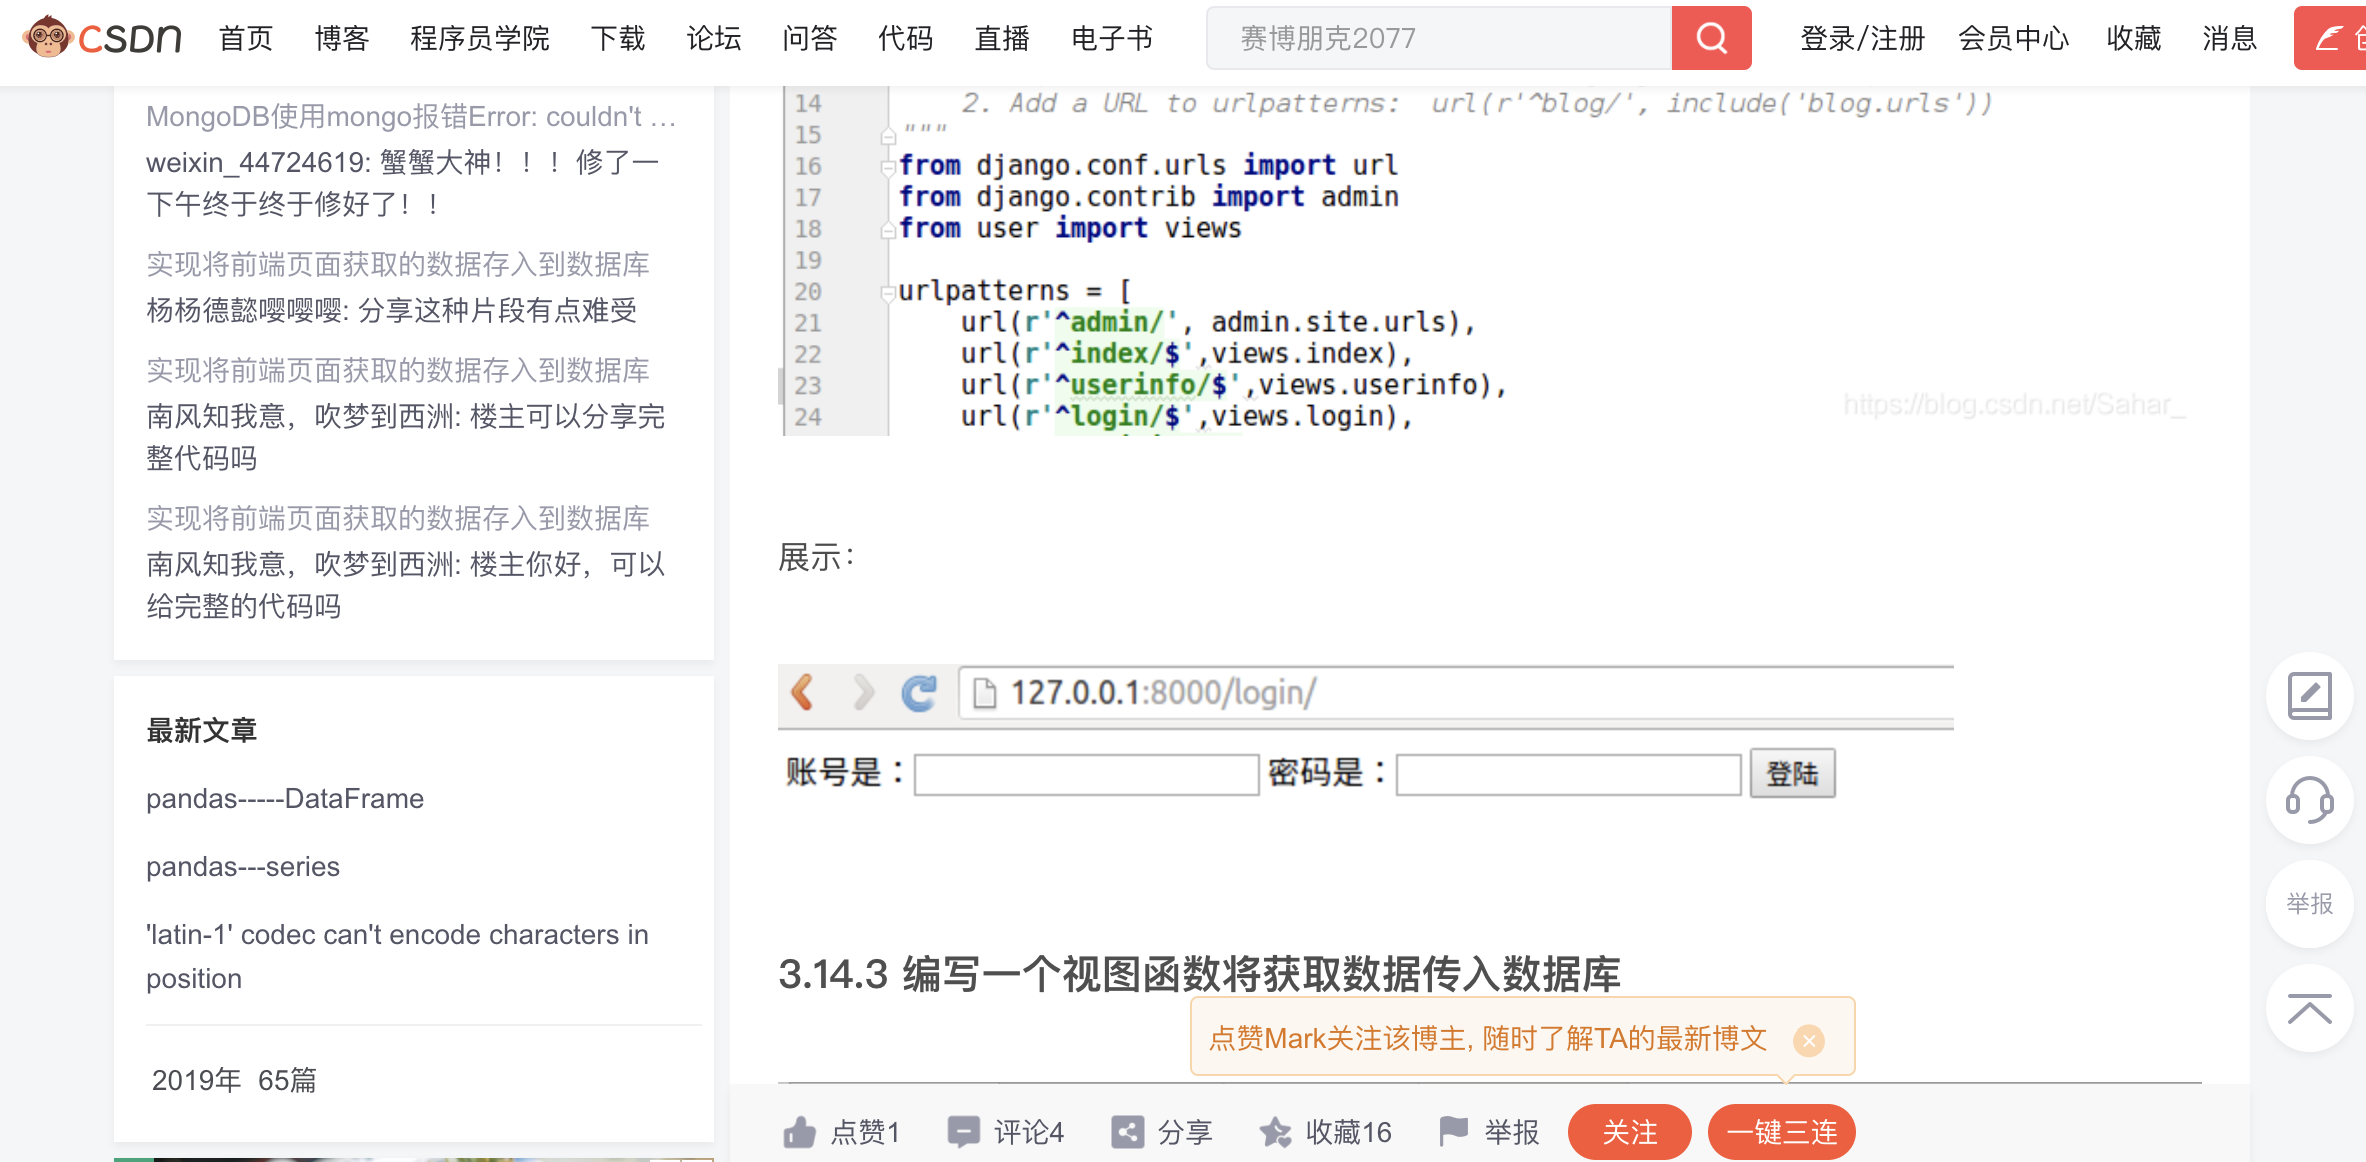 CSDN 首页 博客 程序员学院 下载 论坛 问答 代码 直播 电子书 赛博朋克2077 登录/注册 会员中心 收藏 消息
MongoDB使用mongo报错Error: couldn't …
weixin_44724619: 蟹蟹大神！！！修了一
下午终于终于修好了！！
实现将前端页面获取的数据存入到数据库
杨杨德懿嘤嘤嘤: 分享这种片段有点难受
实现将前端页面获取的数据存入到数据库
南风知我意，吹梦到西洲: 楼主可以分享完
整代码吗
实现将前端页面获取的数据存入到数据库
南风知我意，吹梦到西洲: 楼主你好，可以
给完整的代码吗
最新文章
pandas-----DataFrame
pandas---series
'latin-1' codec can't encode characters in
position
2019年 65篇
14 2. Add a URL to urlpatterns: url(r'^blog/', include('blog.urls'))
15 """
16 from django.conf.urls import url
17 from django.contrib import admin
18 from user import views
19
20 urlpatterns = [
21 url(r'^admin/', admin.site.urls),
22 url(r'^index/$',views.index),
23 url(r'^userinfo/$',views.userinfo),
24 url(r'^login/$',views.login),
https://blog.csdn.net/Sahar_
展示：
127.0.0.1:8000/login/
账号是： 密码是： 登陆
3.14.3 编写一个视图函数将获取数据传入数据库
点赞Mark关注该博主, 随时了解TA的最新博文
点赞1 评论4 分享 收藏16 举报 关注 一键三连
举报